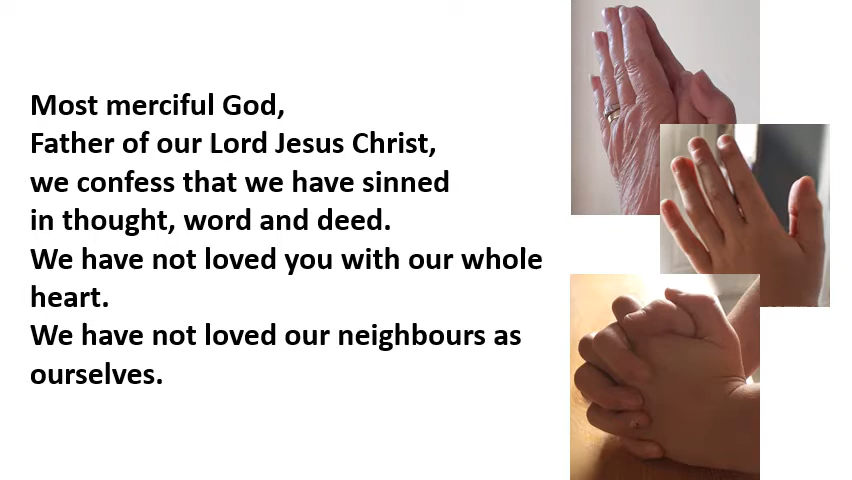 Most merciful God,
Father of our Lord Jesus Christ,
we confess that we have sinned
in thought, word and deed.
We have not loved you with our whole
heart.
We have not loved our neighbours as
ourselves.